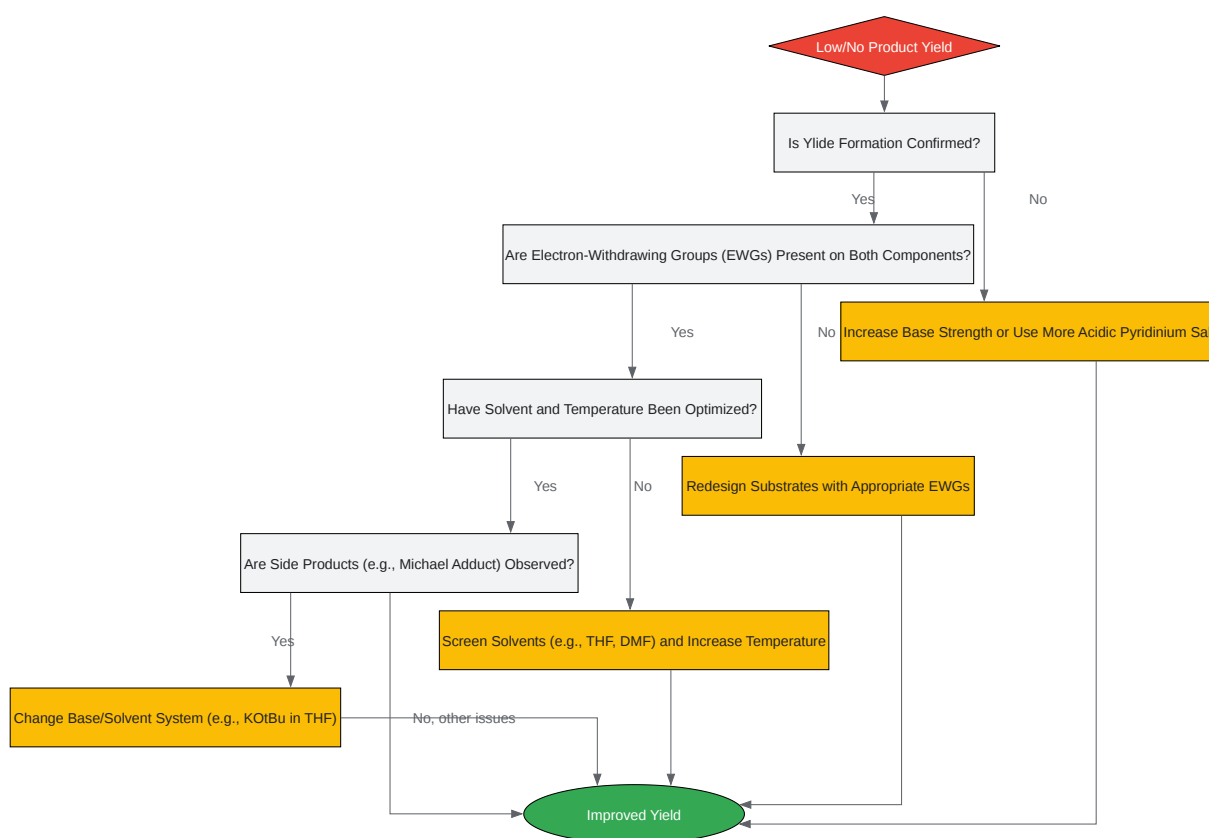 Low/No Product Yield
Is Ylide Formation Confirmed?
Yes
No
Are Electron-Withdrawing Groups (EWGs) Present on Both Components?
Yes
No
Increase Base Strength or Use More Acidic Pyridinium Sa
Have Solvent and Temperature Been Optimized?
Yes
No
Redesign Substrates with Appropriate EWGs
Are Side Products (e.g., Michael Adduct) Observed?
Yes
Screen Solvents (e.g., THF, DMF) and Increase Temperature
Change Base/Solvent System (e.g., KOtBu in THF)
No, other issues
Improved Yield